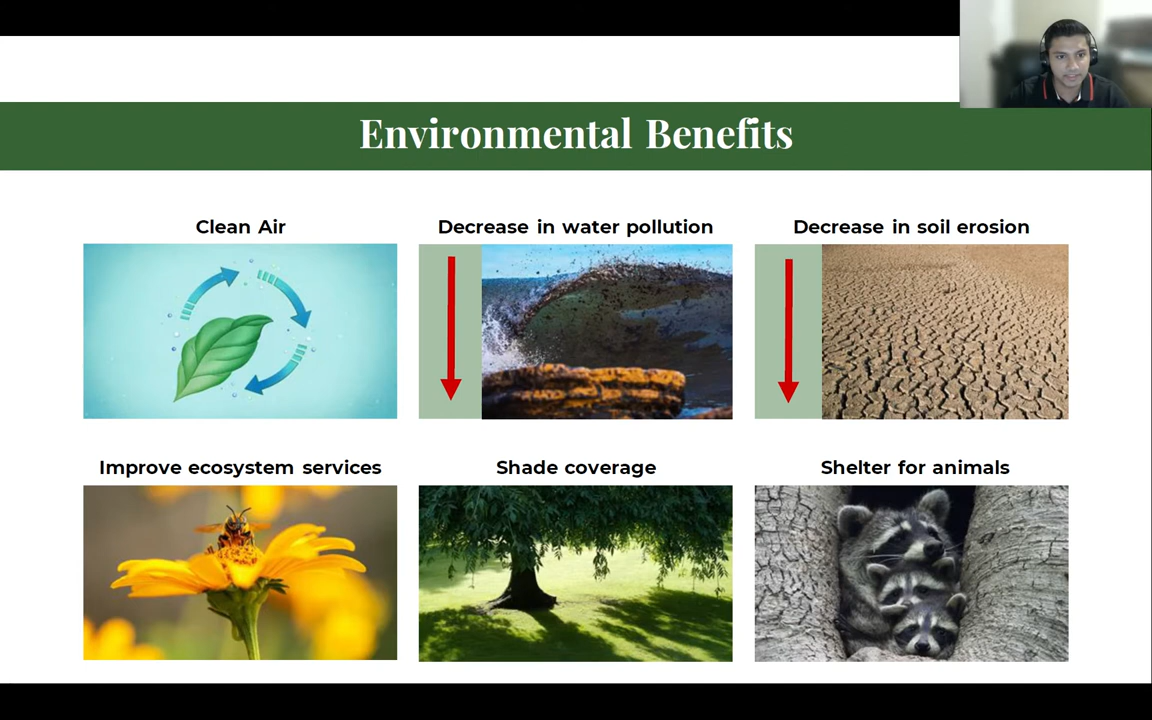 Environmental Benefits
Clean Air
Decrease in water pollution
Decrease in soil erosion
Improve ecosystem services
Shade coverage
Shelter for animals